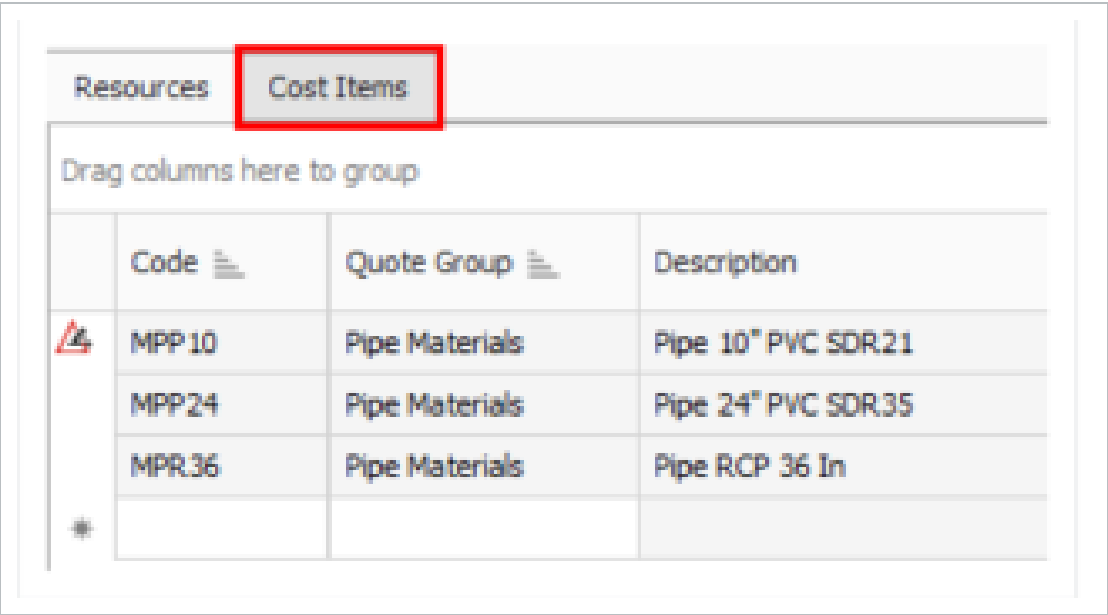 Resources Cost Items
Drag columns here to group
Code Quote Group Description
MPP10 Pipe Materials Pipe 10" PVC SDR21
MPP24 Pipe Materials Pipe 24" PVC SDR35
MPR36 Pipe Materials Pipe RCP 36 In